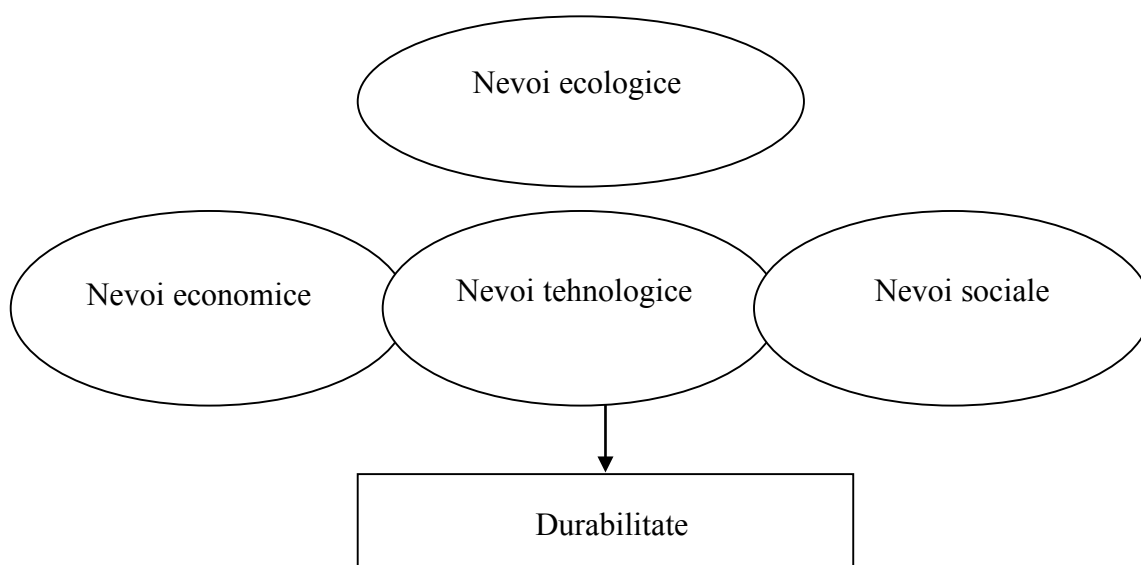 Nevoi ecologice
Nevoi economice
Nevoi tehnologice
Nevoi sociale
Durabilitate